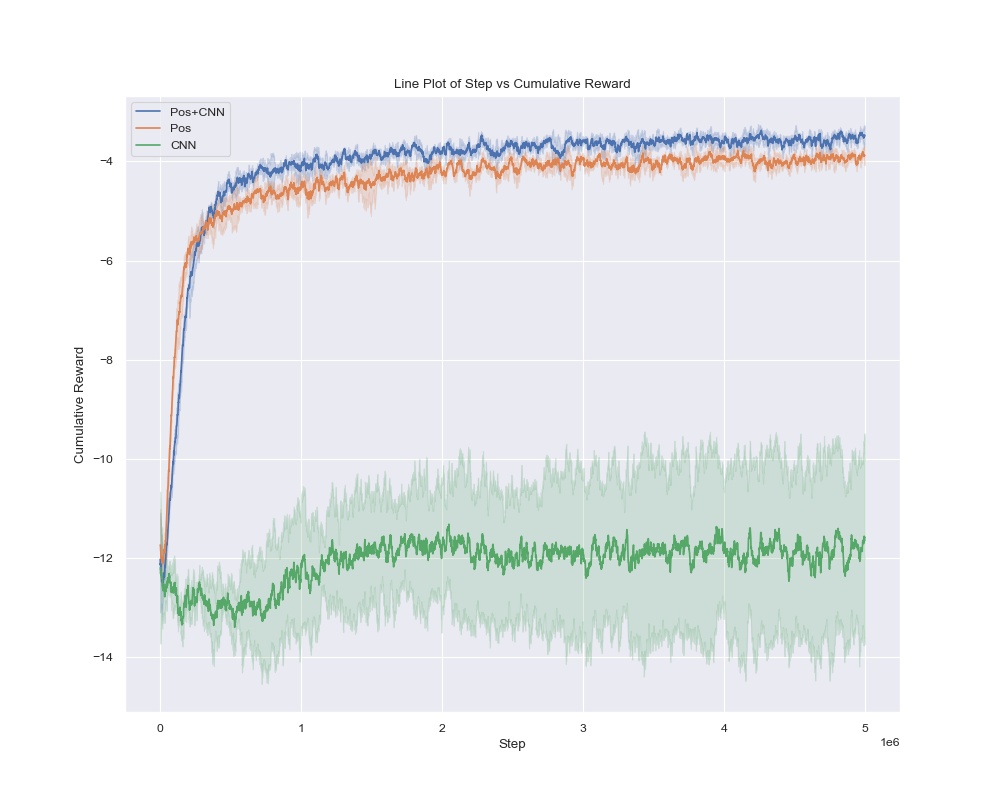 Line Plot of Step vs Cumulative Reward
Pos+CNN
Pos
CNN
−4
−6
−8
−10
−12
−14
Cumulative Reward
0 1 2 3 4 5
1e6
Step